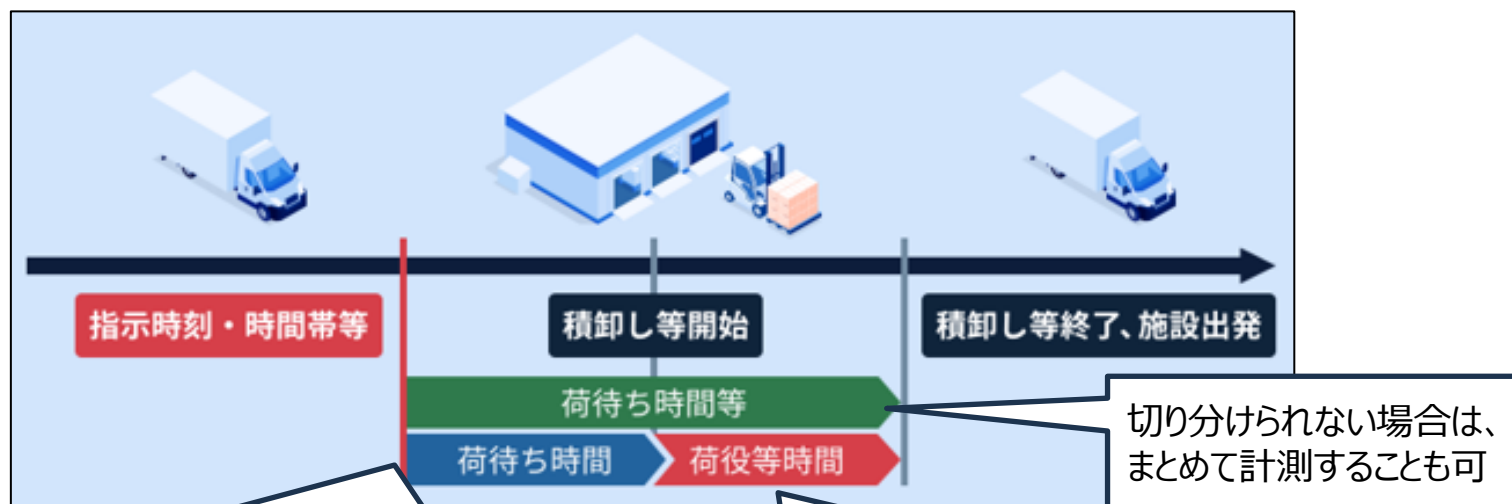 指示時刻・時間帯等
積卸し等開始
積卸し等終了、施設出発
荷待ち時間等
荷待ち時間
荷役等時間
切り分けられない場合は、
まとめて計測することも可